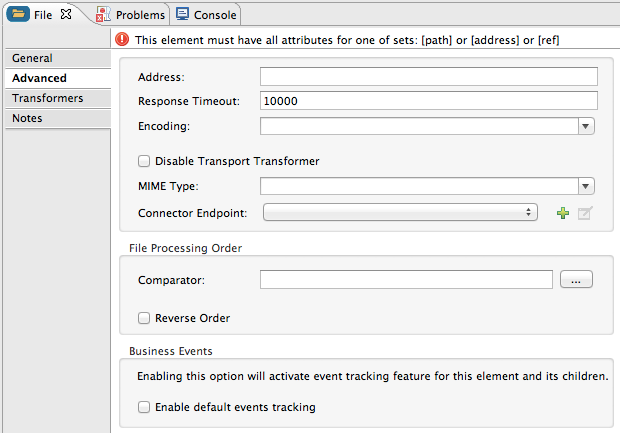 File Problems Console
This element must have all attributes for one of sets: [path] or [address] or [ref]
General
Advanced
Transformers
Notes
Address:
Response Timeout: 10000
Encoding:
Disable Transport Transformer
MIME Type:
Connector Endpoint:
File Processing Order
Comparator: ...
Reverse Order
Business Events
Enabling this option will activate event tracking feature for this element and its children.
Enable default events tracking